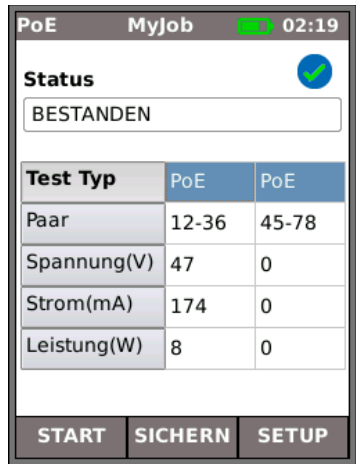 PoE MyJob 02:19
Status
BESTANDEN
Test Typ PoE PoE
Paar 12-36 45-78
Spannung(V) 47 0
Strom(mA) 174 0
Leistung(W) 8 0
START SICHERN SETUP